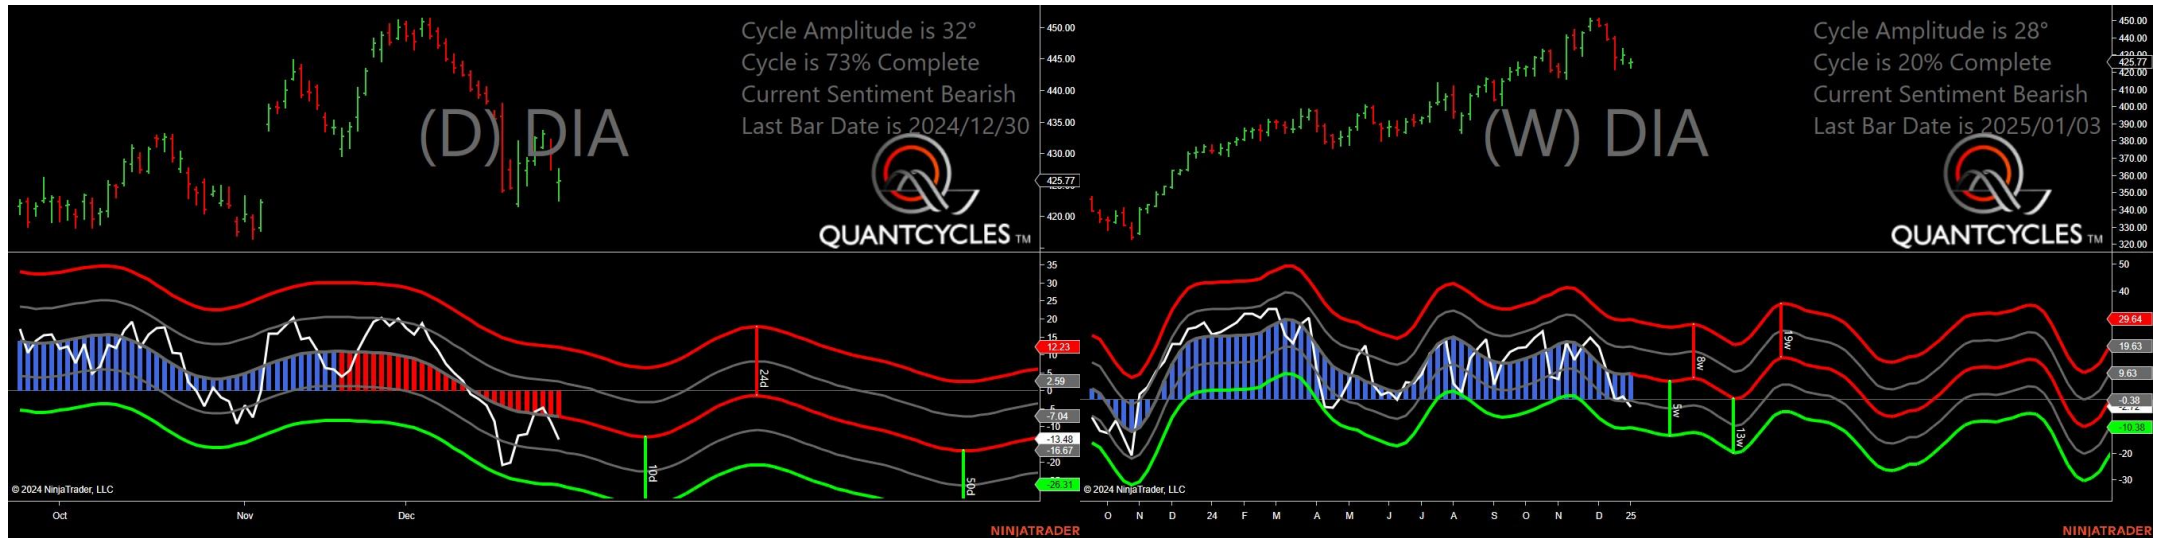 Cycle Amplitude is 32°
Cycle is 73% Complete
Current Sentiment Bearish
Last Bar Date is 2024/12/30
(D) DIA
QUANTCYCLES TM
450.00
445.00
440.00
435.00
430.00
425.77
420.00
35
30
25
20
15
12.23
10
5
2.59
0
-7.04
-10
-13.48
-16.67
-20
-26.31
24d
10d
50d
© 2024 NinjaTrader, LLC
Oct
Nov
Dec
NINJATRADER
Cycle Amplitude is 28°
Cycle is 20% Complete
Current Sentiment Bearish
Last Bar Date is 2025/01/03
(W) DIA
QUANTCYCLES TM
450.00
440.00
430.00
425.77
420.00
410.00
400.00
390.00
380.00
370.00
360.00
350.00
340.00
330.00
320.00
50
40
29.64
19.63
9.63
-0.38
-2.72
-10.38
-20
-30
8w
19w
5w
13w
© 2024 NinjaTrader, LLC
O N D 24 F M A M J J A S O N D 25
NINJATRADER